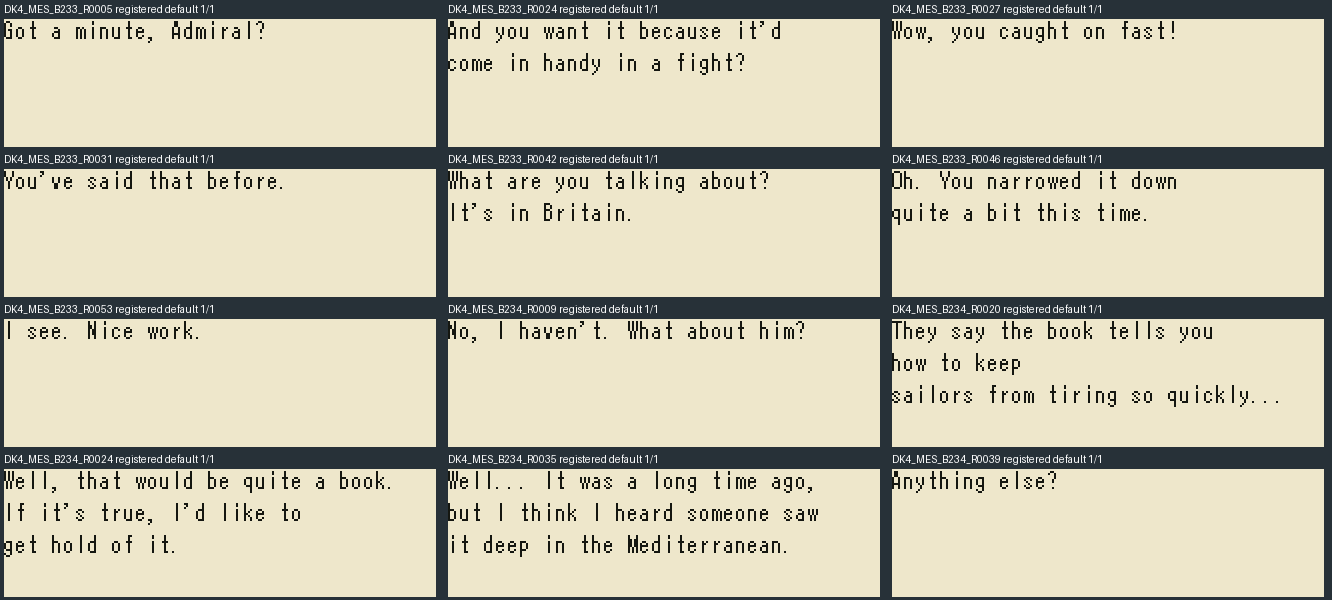 DK4_MES_B233_R0005 registered default 1/1
Got a minute, Admiral?
DK4_MES_B233_R0024 registered default 1/1
And you want it because it'd
come in handy in a fight?
DK4_MES_B233_R0027 registered default 1/1
Wow, you caught on fast!
DK4_MES_B233_R0031 registered default 1/1
You've said that before.
DK4_MES_B233_R0042 registered default 1/1
What are you talking about?
It's in Britain.
DK4_MES_B233_R0046 registered default 1/1
Oh. You narrowed it down
quite a bit this time.
DK4_MES_B233_R0053 registered default 1/1
I see. Nice work.
DK4_MES_B234_R0009 registered default 1/1
No, I haven't. What about him?
DK4_MES_B234_R0020 registered default 1/1
They say the book tells you
how to keep
sailors from tiring so quickly...
DK4_MES_B234_R0024 registered default 1/1
Well, that would be quite a book.
If it's true, I'd like to
get hold of it.
DK4_MES_B234_R0035 registered default 1/1
Well... It was a long time ago,
but I think I heard someone saw
it deep in the Mediterranean.
DK4_MES_B234_R0039 registered default 1/1
Anything else?